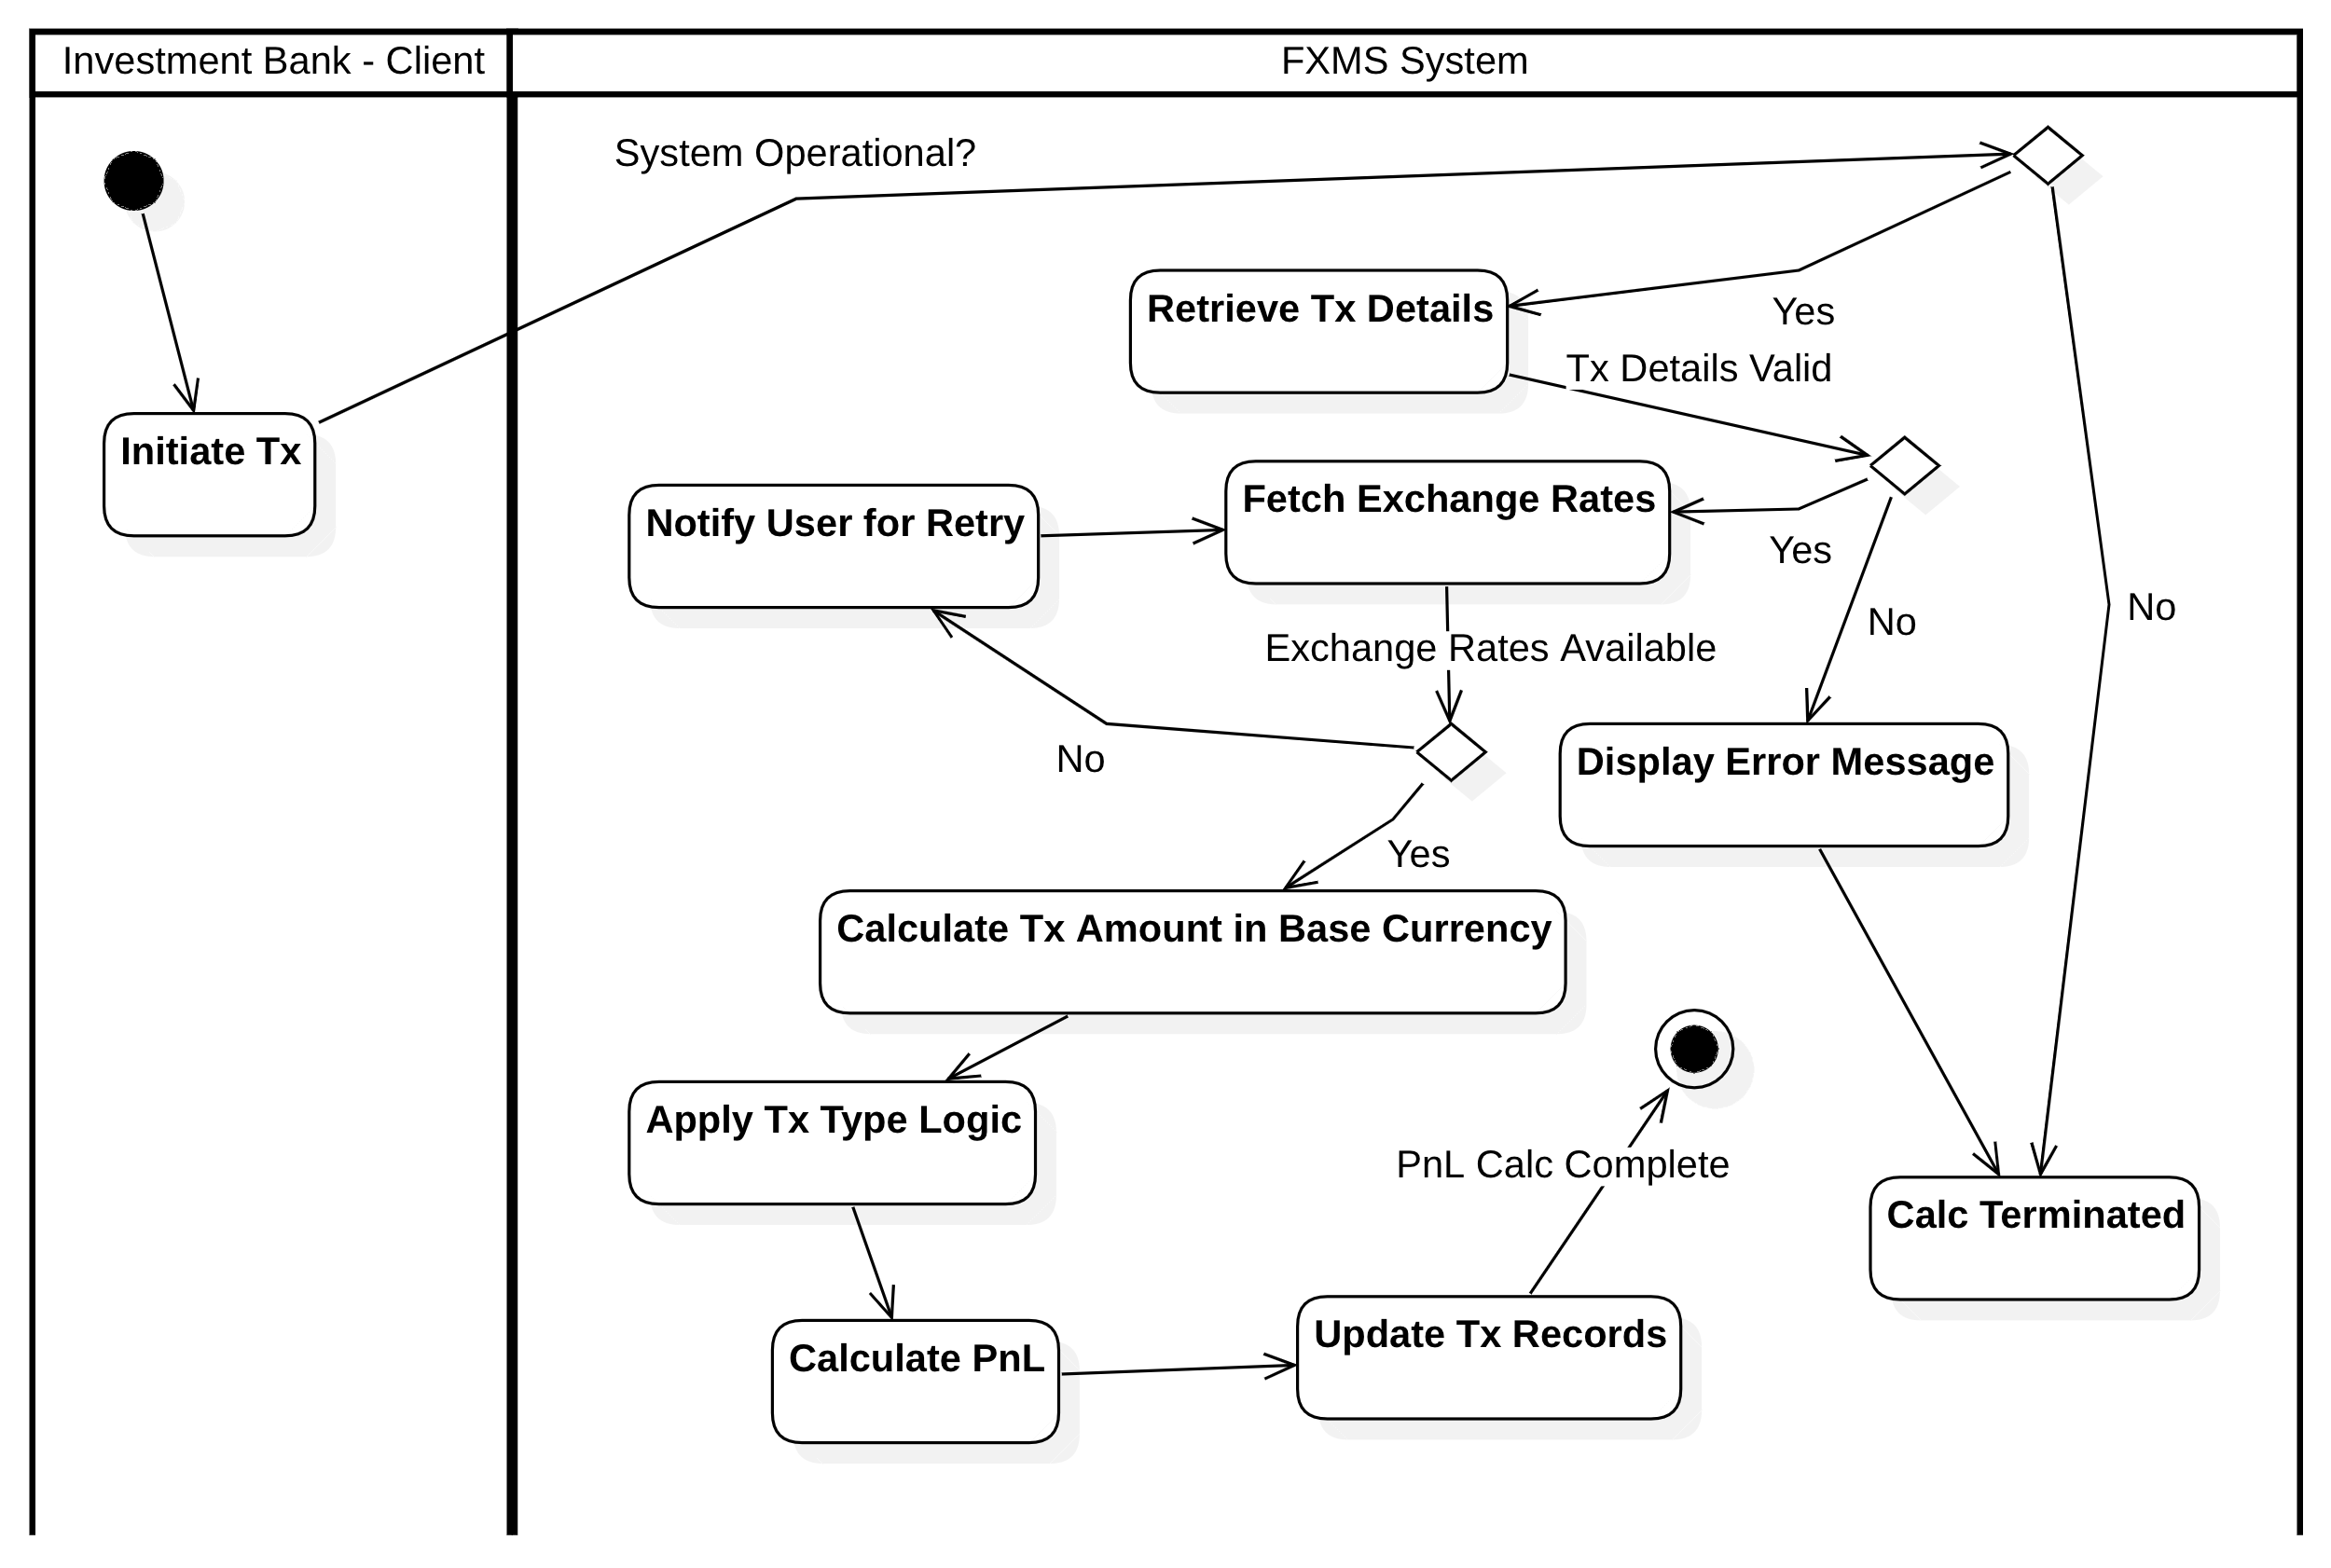 Investment Bank - Client
FXMS System
System Operational?
Retrieve Tx Details
Yes
Tx Details Valid
Initiate Tx
Notify User for Retry
Fetch Exchange Rates
Yes
No
No
Exchange Rates Available
No
Display Error Message
Yes
Calculate Tx Amount in Base Currency
Apply Tx Type Logic
PnL Calc Complete
Calc Terminated
Calculate PnL
Update Tx Records